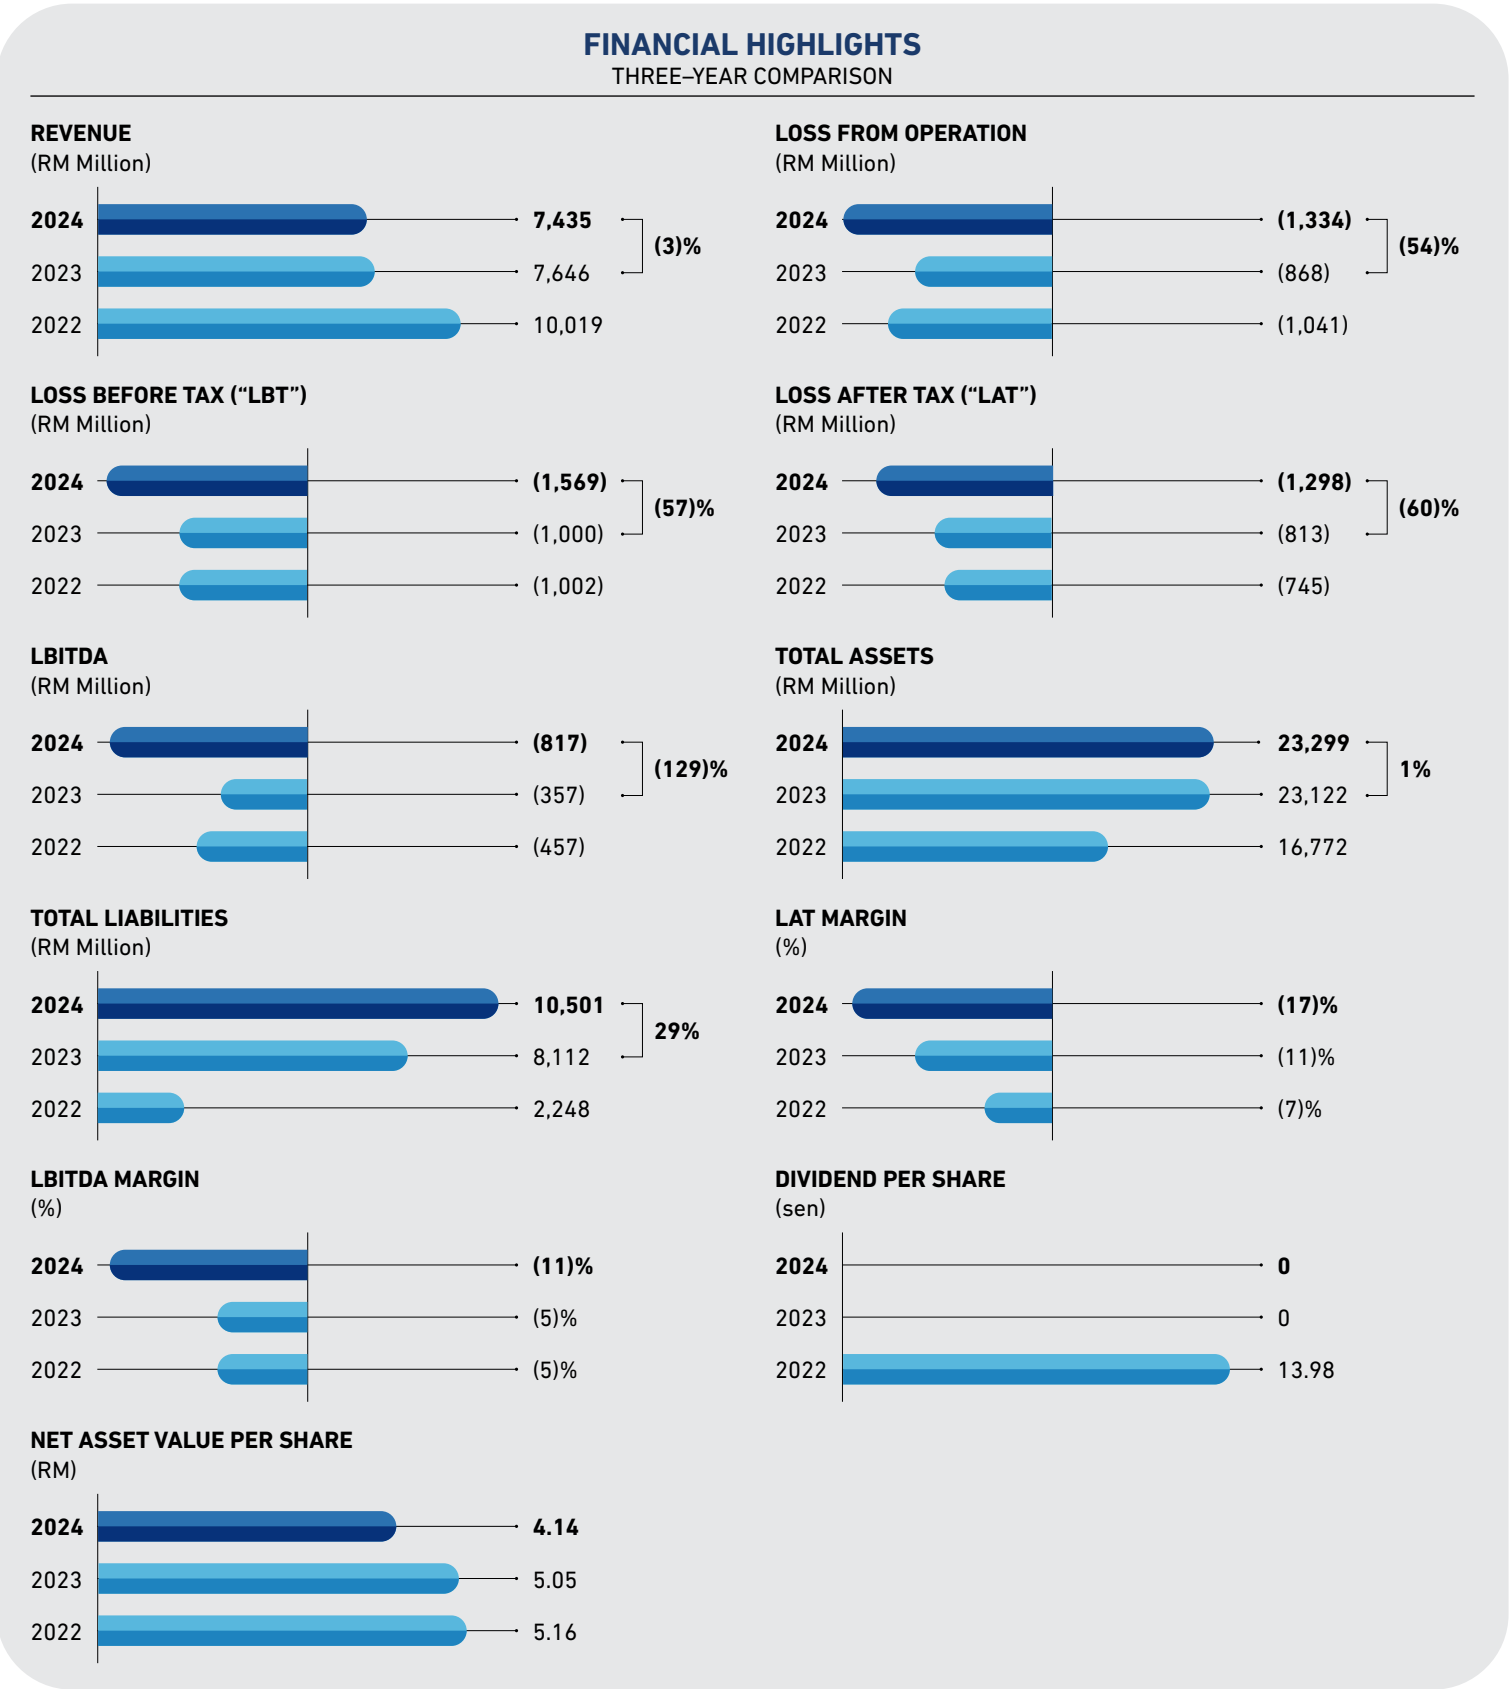 FINANCIAL HIGHLIGHTS
THREE–YEAR COMPARISON
REVENUE
(RM Million)
2024 7,435
(3)%
2023 7,646
2022 10,019
LOSS FROM OPERATION
(RM Million)
2024 (1,334)
(54)%
2023 (868)
2022 (1,041)
LOSS BEFORE TAX (“LBT”)
(RM Million)
2024 (1,569)
(57)%
2023 (1,000)
2022 (1,002)
LOSS AFTER TAX (“LAT”)
(RM Million)
2024 (1,298)
(60)%
2023 (813)
2022 (745)
LBITDA
(RM Million)
2024 (817)
(129)%
2023 (357)
2022 (457)
TOTAL ASSETS
(RM Million)
2024 23,299
1%
2023 23,122
2022 16,772
TOTAL LIABILITIES
(RM Million)
2024 10,501
29%
2023 8,112
2022 2,248
LAT MARGIN
(%)
2024 (17)%
2023 (11)%
2022 (7)%
LBITDA MARGIN
(%)
2024 (11)%
2023 (5)%
2022 (5)%
DIVIDEND PER SHARE
(sen)
2024 0
2023 0
2022 13.98
NET ASSET VALUE PER SHARE
(RM)
2024 4.14
2023 5.05
2022 5.16